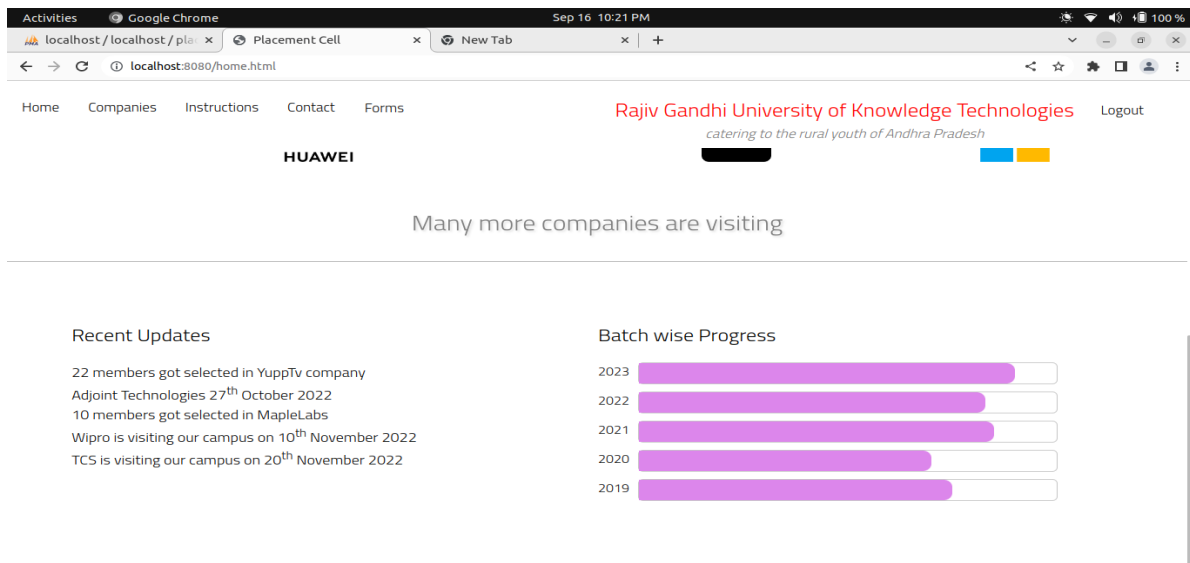 Activities Google Chrome Sep 16 10:21 PM 100 %
localhost / localhost / pla Placement Cell New Tab
localhost:8080/home.html
Home Companies Instructions Contact Forms Rajiv Gandhi University of Knowledge Technologies Logout
catering to the rural youth of Andhra Pradesh
HUAWEI
Many more companies are visiting
Recent Updates
22 members got selected in YuppTv company
Adjoint Technologies 27th October 2022
10 members got selected in MapleLabs
Wipro is visiting our campus on 10th November 2022
TCS is visiting our campus on 20th November 2022
Batch wise Progress
2023
2022
2021
2020
2019